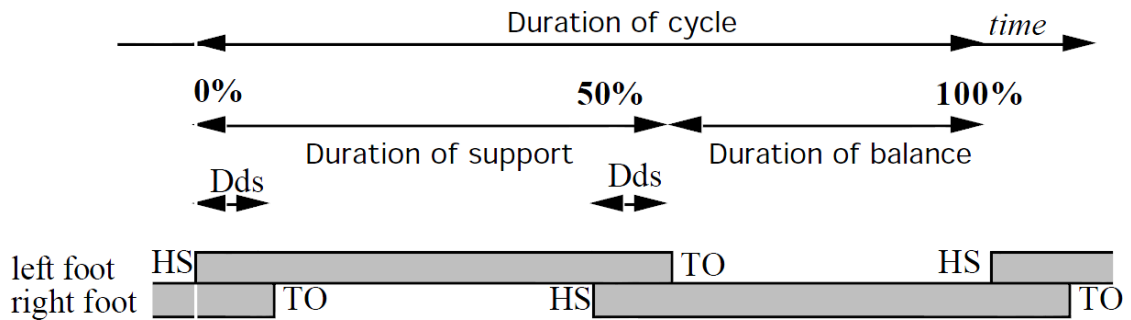 Duration of cycle time
0% 50% 100%
Duration of support Duration of balance
Dds Dds
left foot HS TO HS
right foot TO HS TO